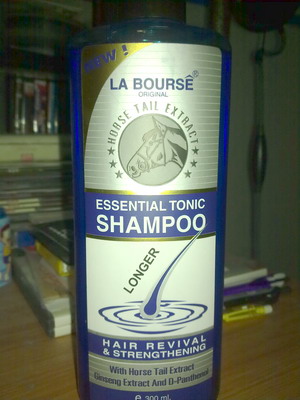 NEW!
LA BOURSÈ®
ORIGINAL
HORSE TAIL EXTRACT
ESSENTIAL TONIC
SHAMPOO
LONGER
HAIR REVIVAL
& STRENGTHENING
With Horse Tail Extract
Ginseng Extract And D-Panthenol
e 300 mL